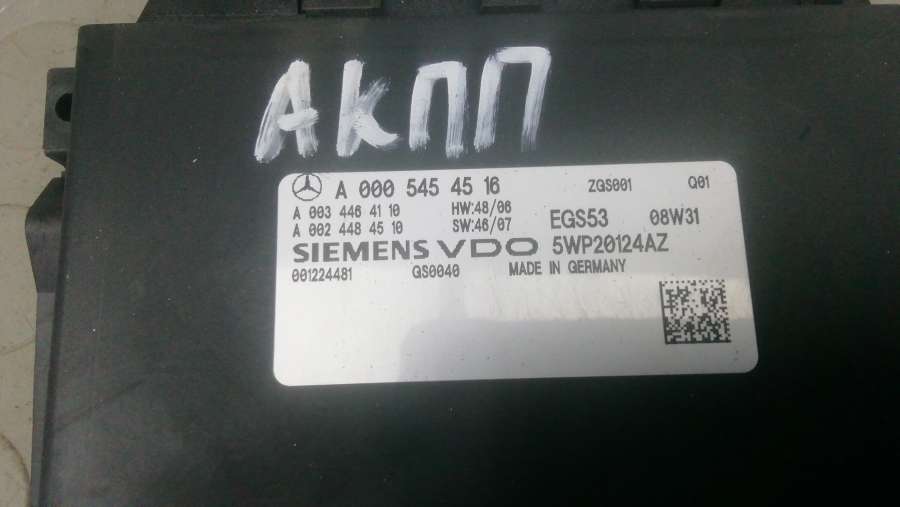 АКПП
A 000 545 45 16 ZGS001 Q01
A 003 446 41 10 HW:48/06
A 002 448 45 10 SW:46/07 EGS53 08W31
SIEMENS VDO 5WP20124AZ
001224481 QS0040 MADE IN GERMANY